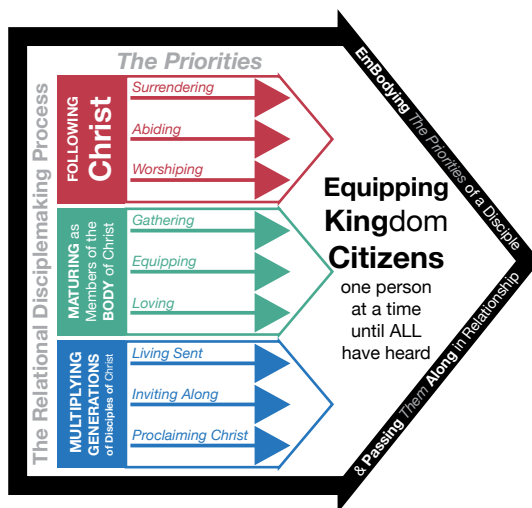 The Priorities
The Relational Disciplemaking Process
FOLLOWING
Christ
Surrendering
Abiding
Worshiping
MATURING as
Members of the
BODY of Christ
Gathering
Equipping
Loving
MULTIPLYING
GENERATIONS
of Disciples of Christ
Living Sent
Inviting Along
Proclaiming Christ
Equipping
Kingdom
Citizens
one person
at a time
until ALL
have heard
EmBodying The Priorities of a Disciple
& Passing Them Along in Relationship